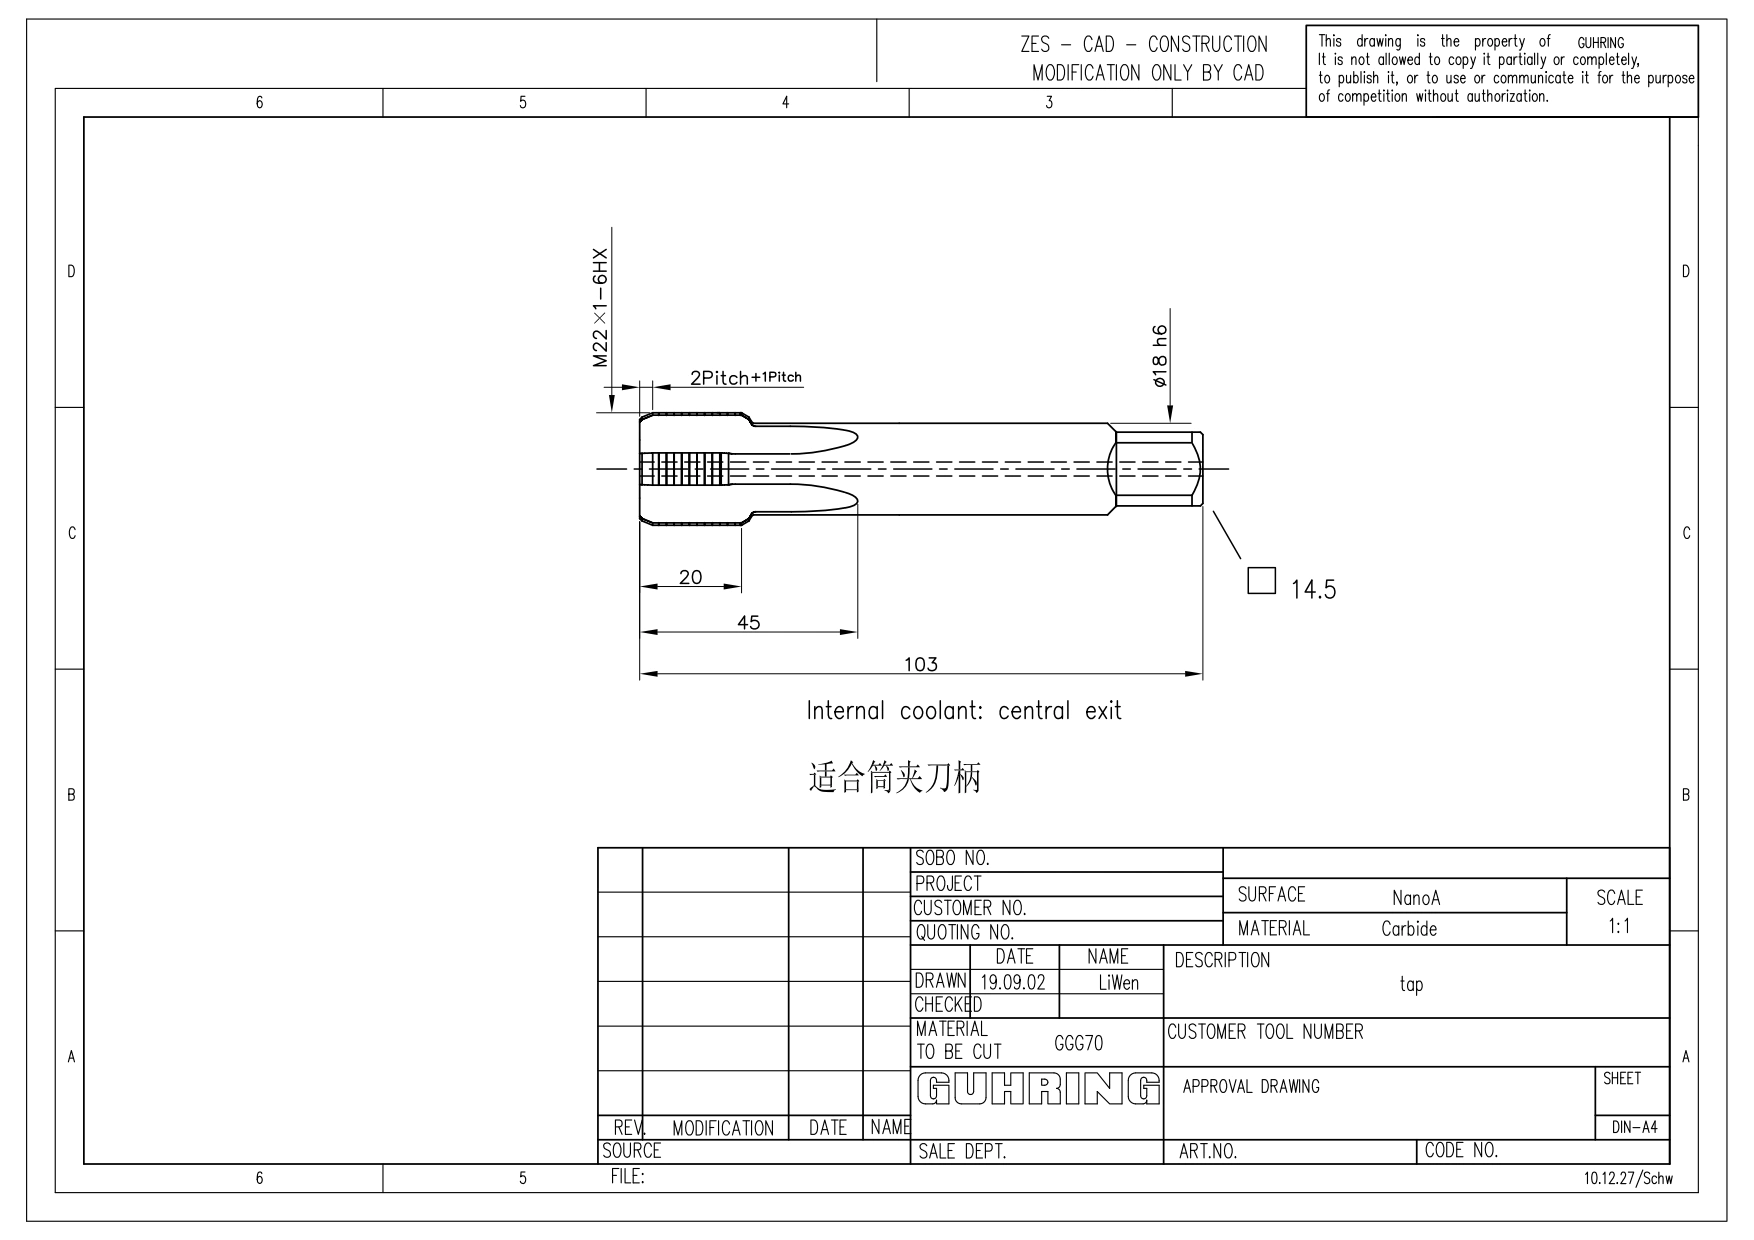 ZES - CAD - CONSTRUCTION
MODIFICATION ONLY BY CAD
This drawing is the property of GUHRING
It is not allowed to copy it partially or completely,
to publish it, or to use or communicate it for the purpose
of competition without authorization.
6 5 4 3
D D
C C
B B
A A
M22×1-6HX
2Pitch+1Pitch
ø18 h6
20
45
103
14.5
Internal coolant: central exit
适合筒夹刀柄
SOBO NO.
PROJECT
CUSTOMER NO.
QUOTING NO.
SURFACE NanoA
MATERIAL Carbide
SCALE
1:1
DATE NAME
DRAWN 19.09.02 LiWen
CHECKED
DESCRIPTION
tap
MATERIAL
TO BE CUT GGG70
CUSTOMER TOOL NUMBER
GUHRING
APPROVAL DRAWING
SHEET
DIN-A4
REV. MODIFICATION DATE NAME
SOURCE
SALE DEPT.
ART.NO.
CODE NO.
FILE:
6 5
10.12.27/Schw